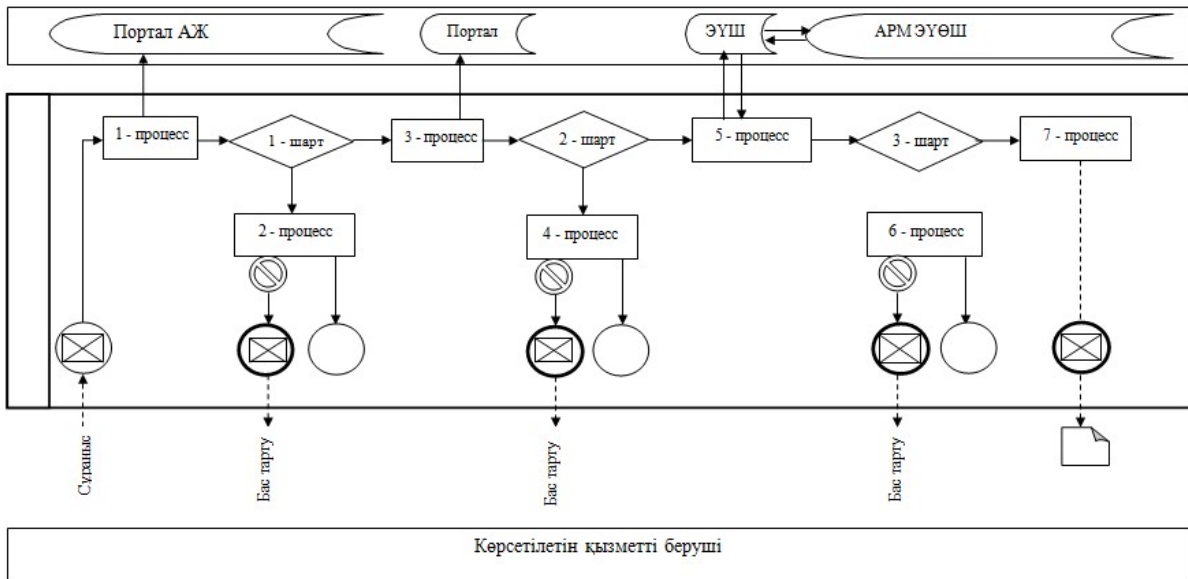 Портал АЖ
Портал
ЭҮШ
АРМ ЭҮӨШ
1 - процесс
1 - шарт
3 - процесс
2 - шарт
5 - процесс
3 - шарт
7 - процесс
2 - процесс
4 - процесс
6 - процесс
Сұраныс
Бас тарту
Бас тарту
Бас тарту
Көрсетілетін қызметті беруші